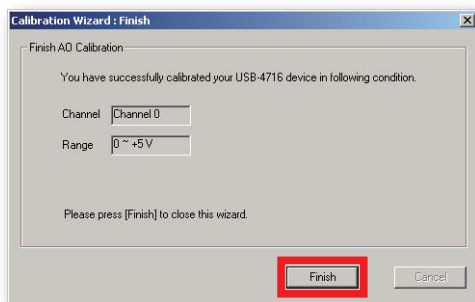 Calibration Wizard : Finish
Finish AO Calibration
You have successfully calibrated your USB-4716 device in following condition.
Channel Channel 0
Range 0 ~ +5 V
Please press [Finish] to close this wizard.
Finish Cancel